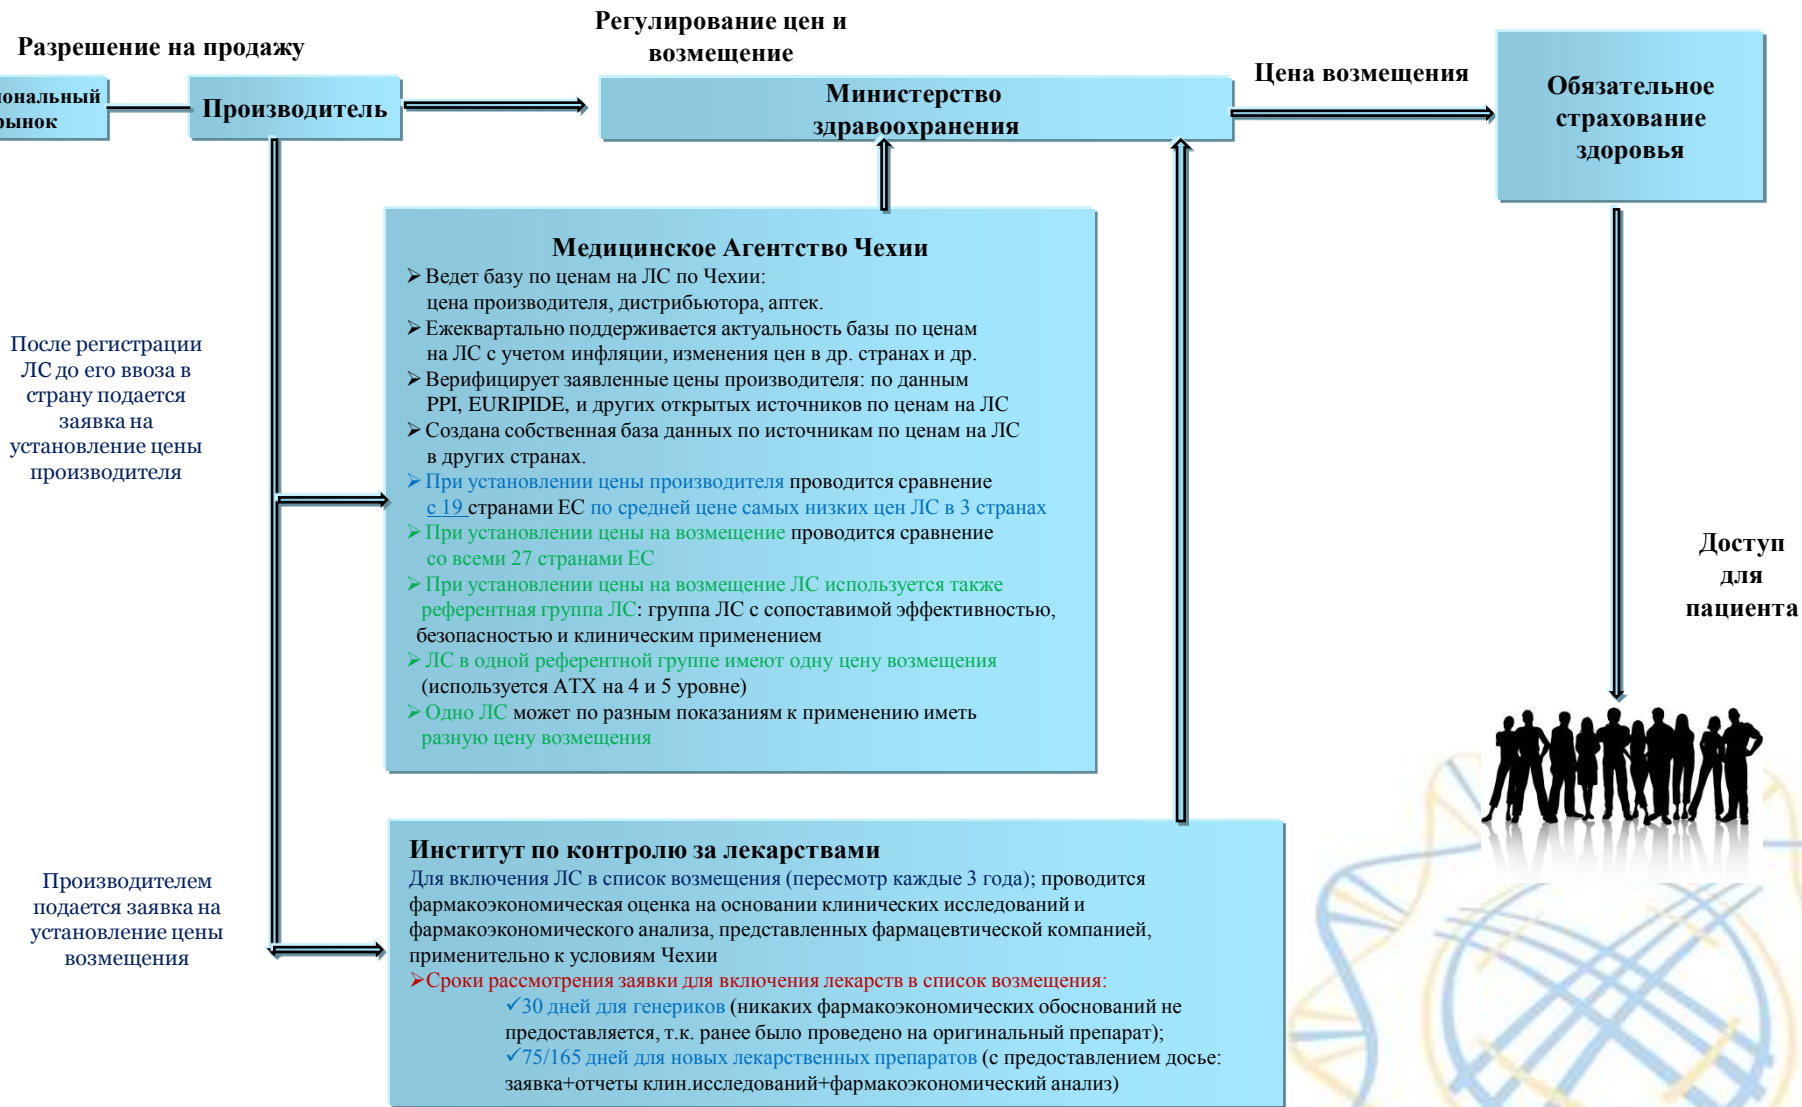 Разрешение на продажу
Регулирование цен и
возмещение
рынок
Производитель
Министерство
здравоохранения
Цена возмещения
Обязательное
страхование
здоровья
После регистрации
ЛС до его ввоза в
страну подается
заявка на
установление цены
производителя
Медицинское Агентство Чехии
➢ Ведет базу по ценам на ЛС по Чехии:
цена производителя, дистрибьютора, аптек.
➢ Ежеквартально поддерживается актуальность базы по ценам
на ЛС с учетом инфляции, изменения цен в др. странах и др.
➢ Верифицирует заявленные цены производителя: по данным
PPI, EURIPIDE, и других открытых источников по ценам на ЛС
➢ Создана собственная база данных по источникам по ценам на ЛС
в других странах.
➢ При установлении цены производителя проводится сравнение
с 19 странами ЕС по средней цене самых низких цен ЛС в 3 странах
➢ При установлении цены на возмещение проводится сравнение
со всеми 27 странами ЕС
➢ При установлении цены на возмещение ЛС используется также
референтная группа ЛС: группа ЛС с сопоставимой эффективностью,
безопасностью и клиническим применением
➢ ЛС в одной референтной группе имеют одну цену возмещения
(используется АТХ на 4 и 5 уровне)
➢ Одно ЛС может по разным показаниям к применению иметь
разную цену возмещения
Доступ
для
пациента
Производителем
подается заявка на
установление цены
возмещения
Институт по контролю за лекарствами
Для включения ЛС в список возмещения (пересмотр каждые 3 года); проводится
фармакоэкономическая оценка на основании клинических исследований и
фармакоэкономического анализа, представленных фармацевтической компанией,
применительно к условиям Чехии
➢Сроки рассмотрения заявки для включения лекарств в список возмещения:
✓30 дней для генериков (никаких фармакоэкономических обоснований не
предоставляется, т.к. ранее было проведено на оригинальный препарат);
✓75/165 дней для новых лекарственных препаратов (с предоставлением досье:
заявка+отчеты клин.исследований+фармакоэкономический анализ)